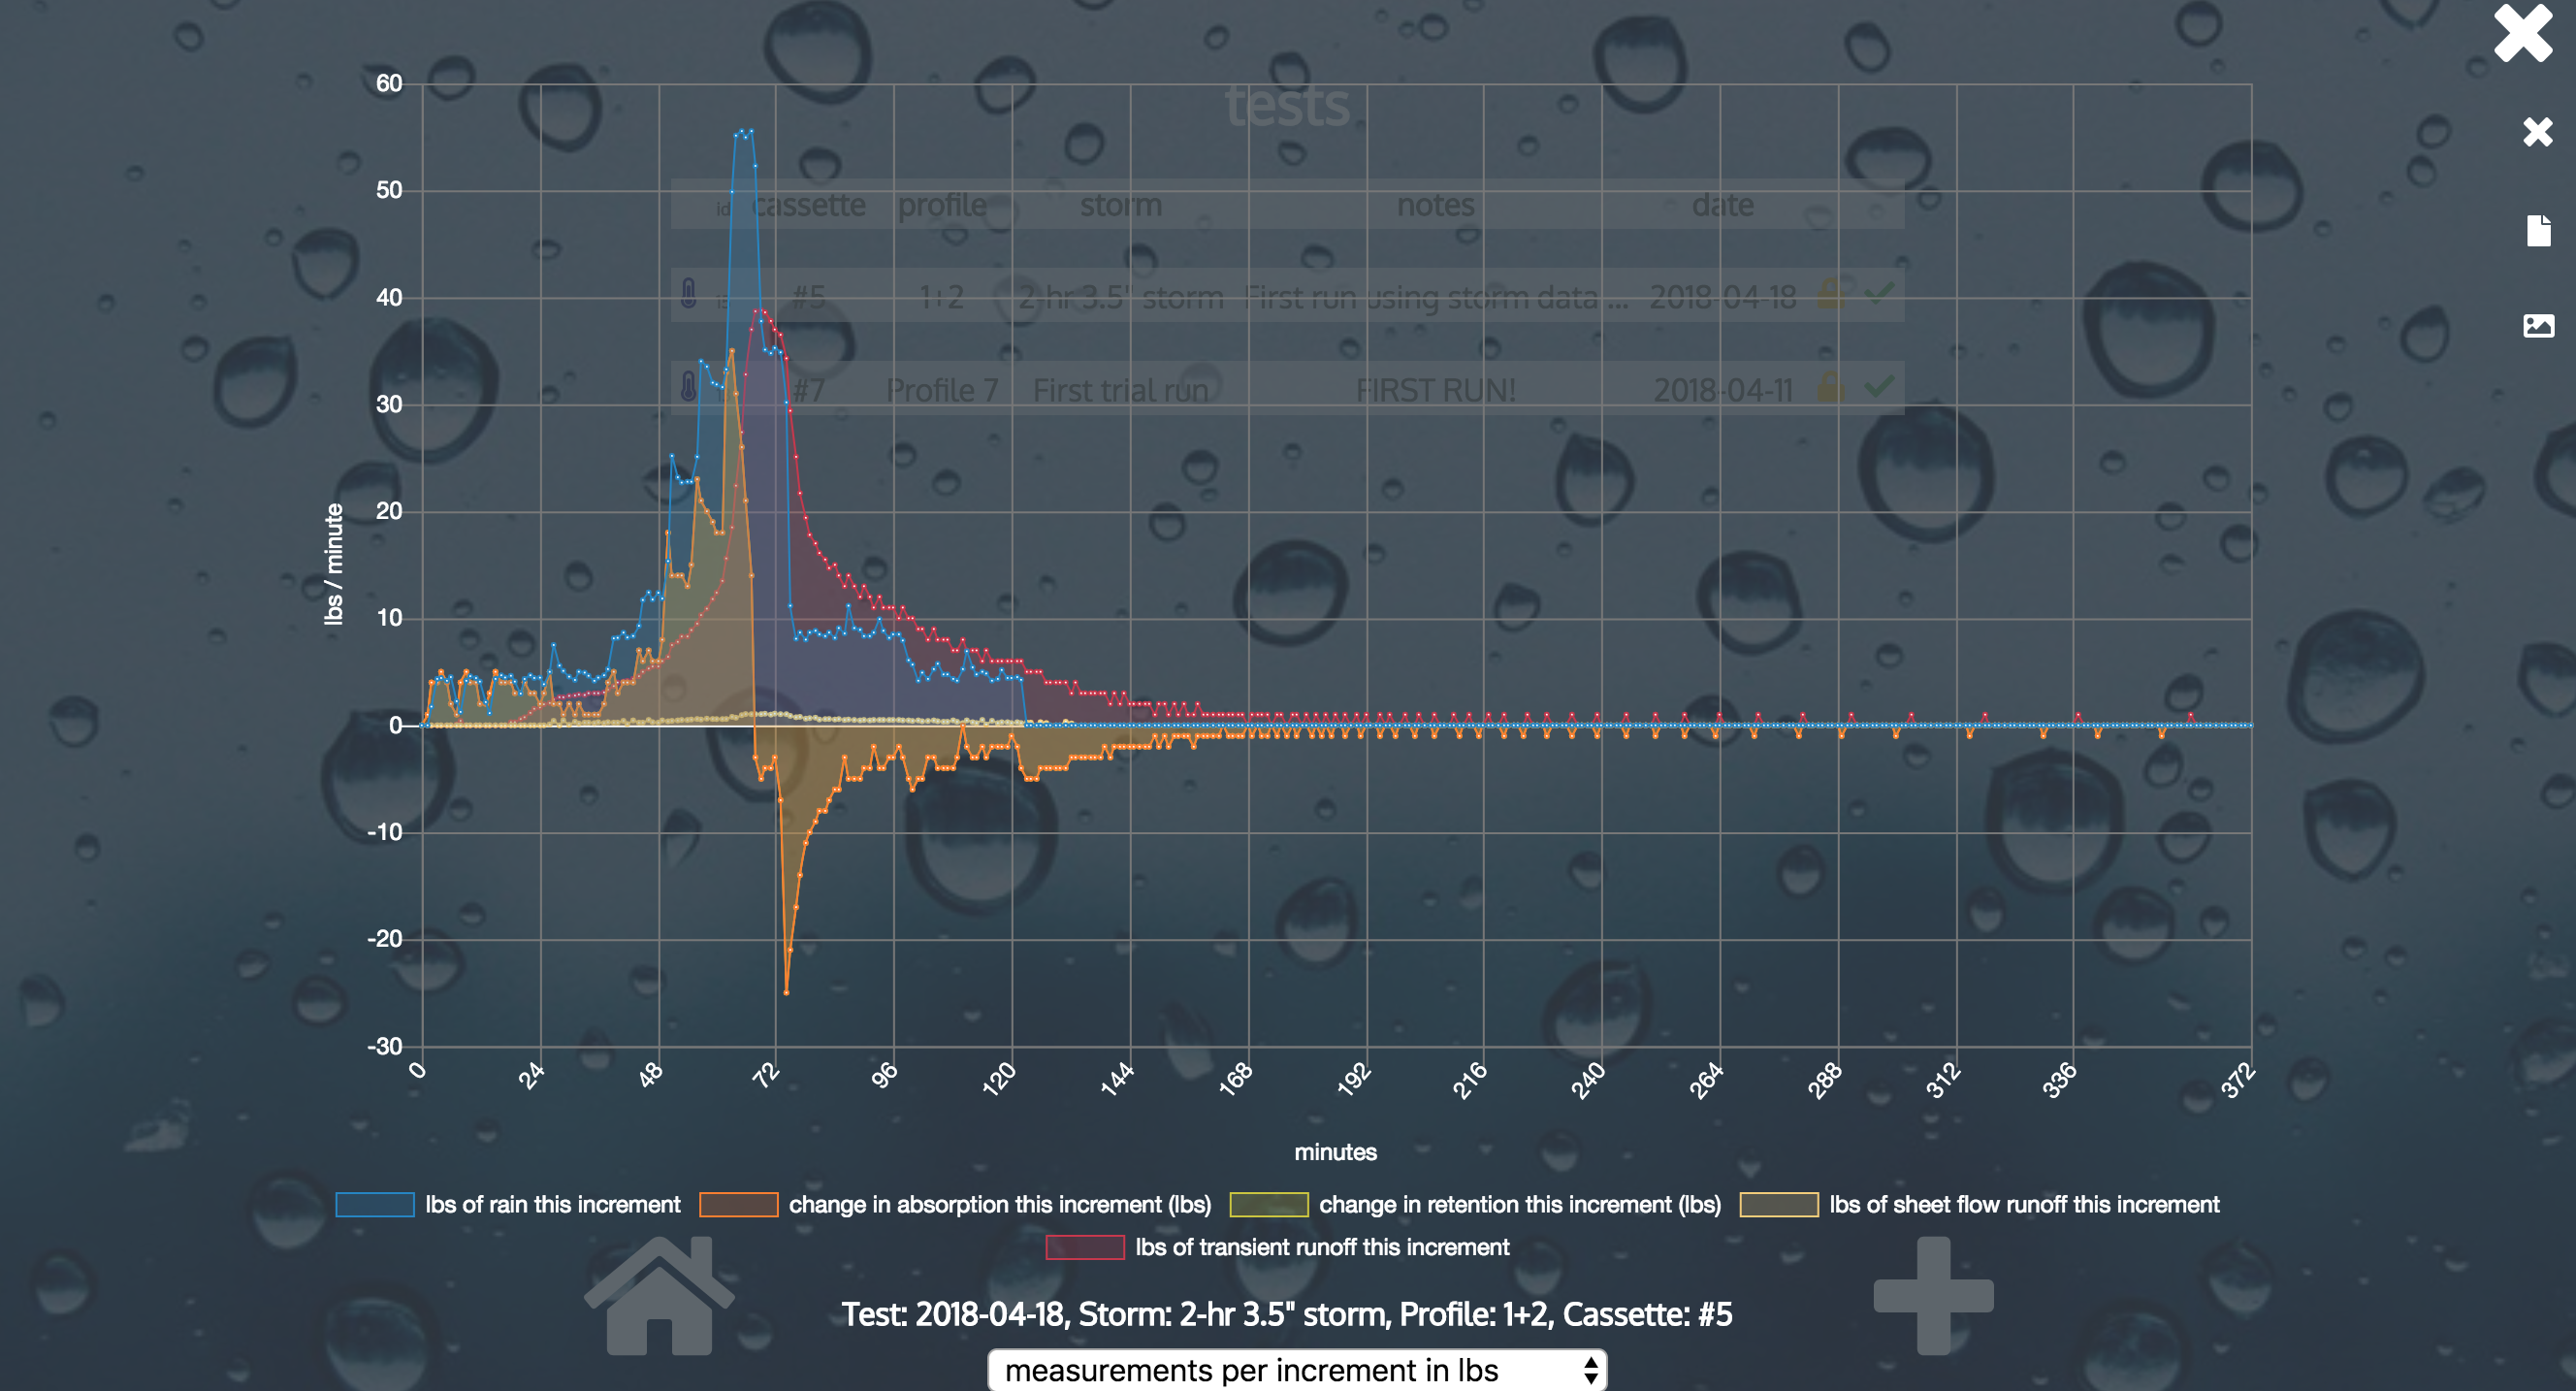 tests
60
50
40
30
20
10
0
-10
-20
-30
lbs / minute
id cassette profile storm notes date
#5 1+2 2-hr 3.5" storm First run using storm data ... 2018-04-18
#7 Profile 7 First trial run FIRST RUN! 2018-04-11
0 24 48 72 96 120 144 168 192 216 240 264 288 312 336 372
minutes
lbs of rain this increment change in absorption this increment (lbs) change in retention this increment (lbs) lbs of sheet flow runoff this increment
lbs of transient runoff this increment
Test: 2018-04-18, Storm: 2-hr 3.5" storm, Profile: 1+2, Cassette: #5
measurements per increment in lbs